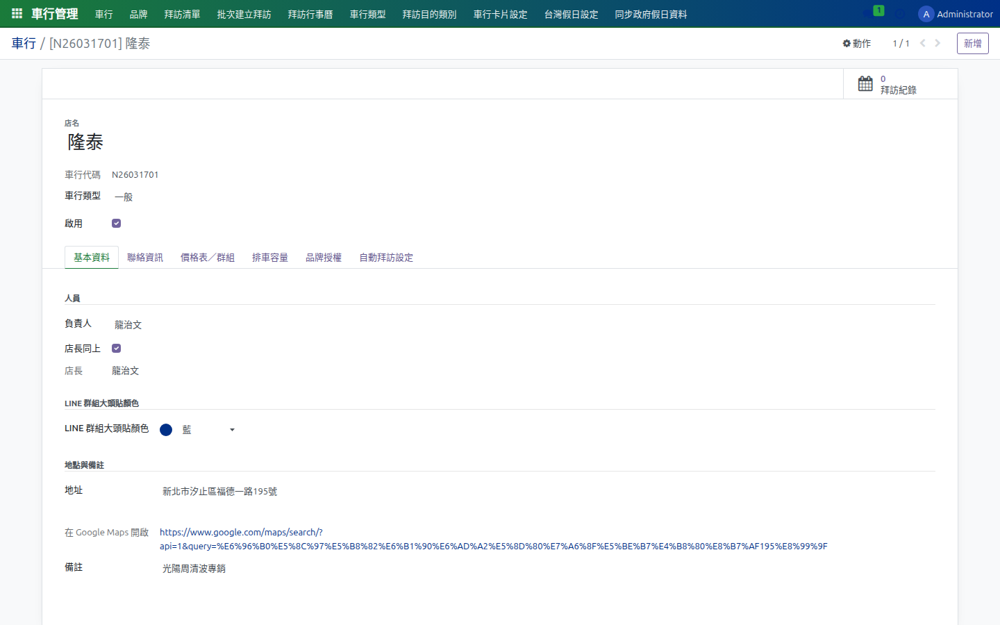 車行管理 車行 品牌 拜訪清單 批次建立拜訪 拜訪行事曆 車行類型 拜訪目的類別 車行卡片設定 台灣假日設定 同步政府假日資料 1 A Administrator
車行 / [N26031701] 隆泰 動作 1 / 1 新增
0
拜訪紀錄
店名
隆泰
車行代碼 N26031701
車行類型 一般
啟用
基本資料 聯絡資訊 價格表／群組 排車容量 品牌授權 自動拜訪設定
人員
負責人 龍治文
店長同上
店長 龍治文
LINE 群組大頭貼顏色
LINE 群組大頭貼顏色 藍
地點與備註
地址 新北市汐止區福德一路195號
在 Google Maps 開啟 https://www.google.com/maps/search/?
api=1&query=%E6%96%B0%E5%8C%97%E5%B8%82%E6%B1%90%E6%AD%A2%E5%8D%80%E7%A6%8F%E5%BE%B7%E4%B8%80%E8%B7%AF195%E8%99%9F
備註 光陽周清波專銷